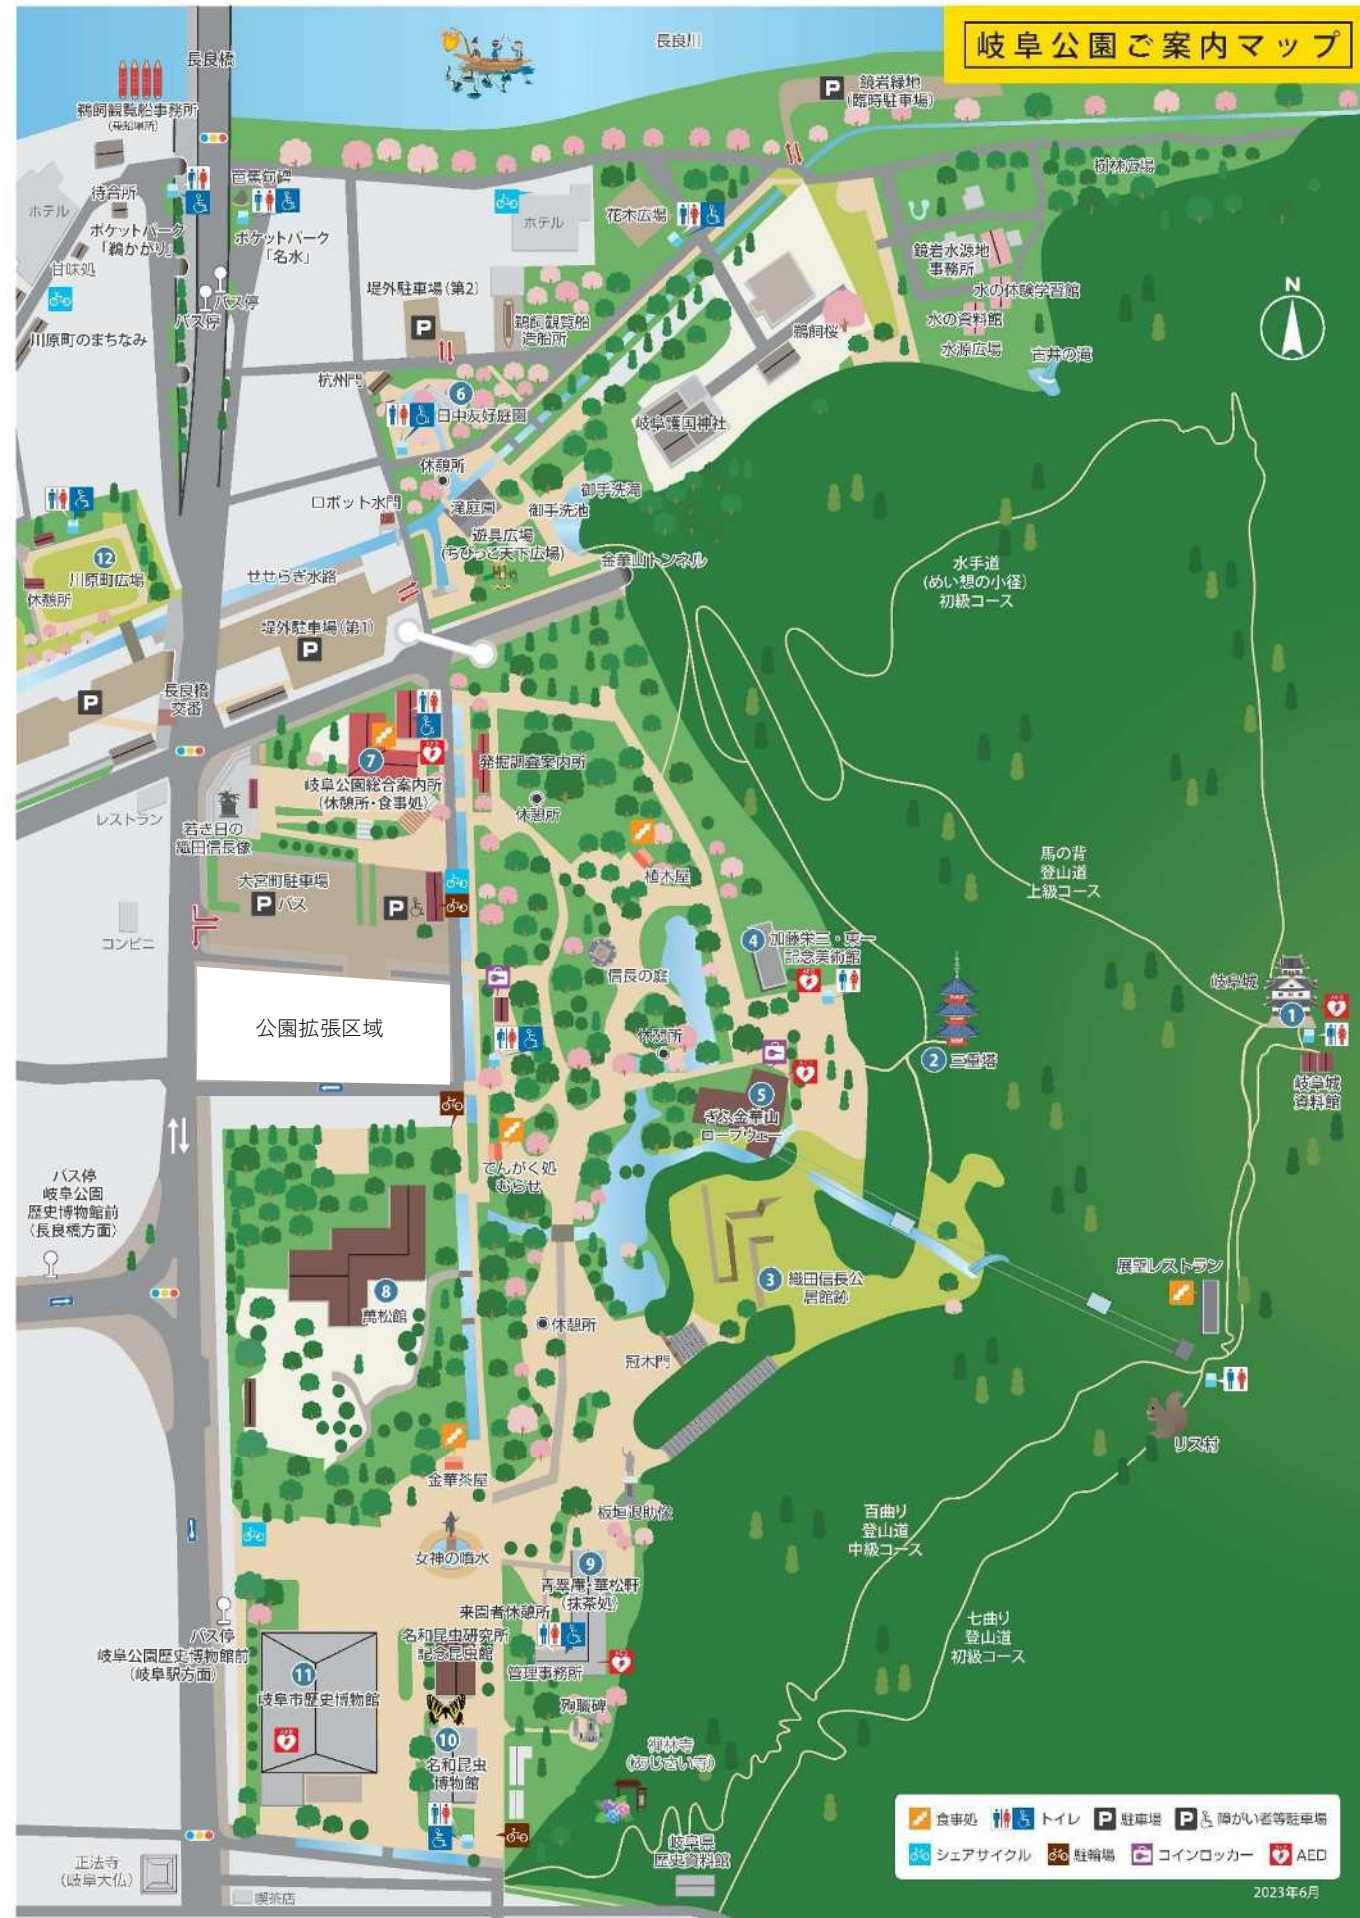 岐阜公園ご案内マップ
長良川
長良橋
鵜飼観覧船事務所
(乗船場所)
鏡岩緑地
(臨時駐車場)
樹林広場
待合所
ホテル
芭蕉句碑
ポケットパーク
「鵜かがり」
ポケットパーク
「名水」
甘味処
バス停
バス停
川原町のまちなみ
ホテル
花木広場
堤外駐車場(第2)
鵜飼観覧船
造船所
鏡岩水源地
事務所
水の体験学習館
水の資料館
水源広場
古井の滝
N
鵜飼桜
岐阜護国神社
杭州門
6
日中友好庭園
休憩所
滝庭園
御手洗滝
御手洗池
ロボット水門
遊具広場
(ちびっこ天下広場)
金華山トンネル
12
川原町広場
休憩所
せせらぎ水路
堤外駐車場(第1)
P
P
長良橋
交番
水手道
(めい想の小径)
初級コース
7
岐阜公園総合案内所
(休憩所・食事処)
発掘調査案内所
休憩所
レストラン
若き日の
織田信長像
植木屋
馬の背
登山道
上級コース
大宮町駐車場
P バス
P
コンビニ
4
加藤栄三・東一
記念美術館
信長の庭
岐阜城
1
公園拡張区域
休憩所
2
三重塔
岐阜城
資料館
5
ぎふ金華山
ロープウェー
でんがく処
むらせ
バス停
岐阜公園
歴史博物館前
(長良橋方面)
3
織田信長公
居館跡
展望レストラン
8
萬松館
休憩所
冠木門
リス村
金華茶屋
板垣退助像
百曲り
登山道
中級コース
女神の噴水
9
青翠庵・華松軒
(抹茶処)
来園者休憩所
七曲り
登山道
初級コース
バス停
岐阜公園歴史博物館前
(岐阜駅方面)
名和昆虫研究所
記念昆虫館
管理事務所
11
岐阜市歴史博物館
殉職碑
10
名和昆虫
博物館
禅林寺
(あじさい寺)
岐阜県
歴史資料館
正法寺
(岐阜大仏)
喫茶店
食事処 トイレ P 駐車場 P 障がい者等駐車場
シェアサイクル 駐輪場 コインロッカー AED
2023年6月